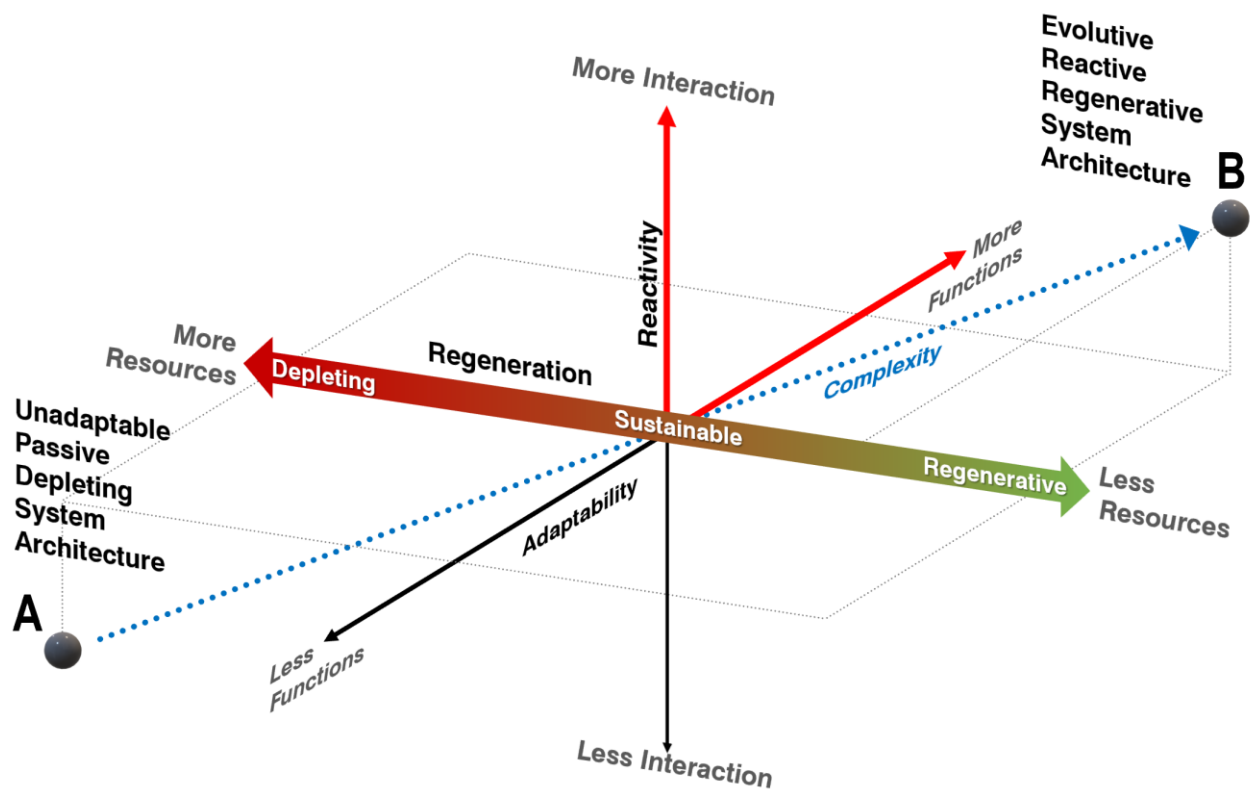 Evolutive
Reactive
Regenerative
System
Architecture
B
More Interaction
Reactivity
More
Functions
More
Resources
Regeneration
Depleting
Complexity
Sustainable
Regenerative
Less
Resources
Unadaptable
Passive
Depleting
System
Architecture
A
Adaptability
Less
Functions
Less Interaction